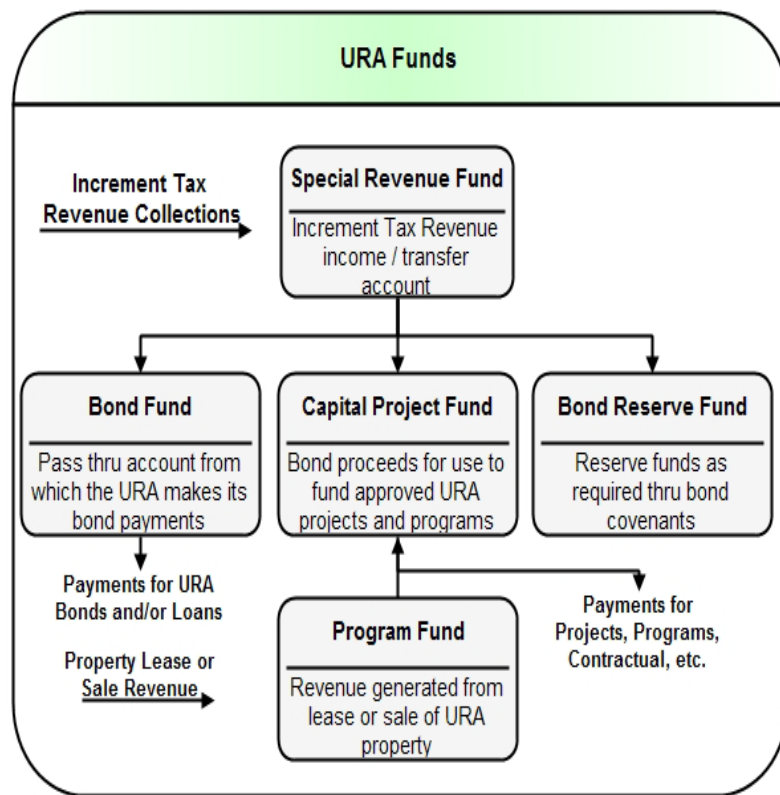 URA Funds
Increment Tax
Revenue Collections
Special Revenue Fund
Increment Tax Revenue
income / transfer
account
Bond Fund
Pass thru account from
which the URA makes its
bond payments
Capital Project Fund
Bond proceeds for use to
fund approved URA
projects and programs
Bond Reserve Fund
Reserve funds as
required thru bond
covenants
Payments for URA
Bonds and/or Loans
Payments for
Projects, Programs,
Contractual, etc.
Property Lease or
Sale Revenue
Program Fund
Revenue generated from
lease or sale of URA
property